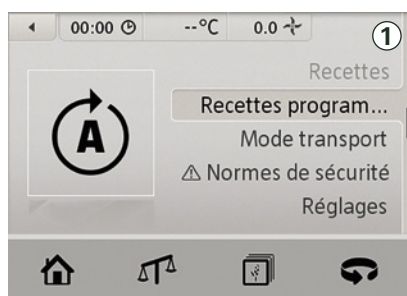 00:00 --°C 0.0
1
Recettes
Recettes program...
A
Mode transport
Normes de sécurité
Réglages